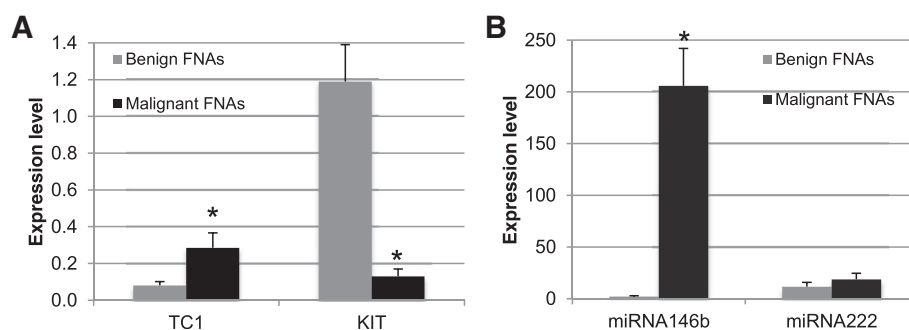 A
Expression level
1.4
1.2
1.0
0.8
0.6
0.4
0.2
0.0
Benign FNAs
Malignant FNAs
*
*
TC1
KIT
B
Expression level
250
200
150
100
50
0
*
Benign FNAs
Malignant FNAs
miRNA146b
miRNA222